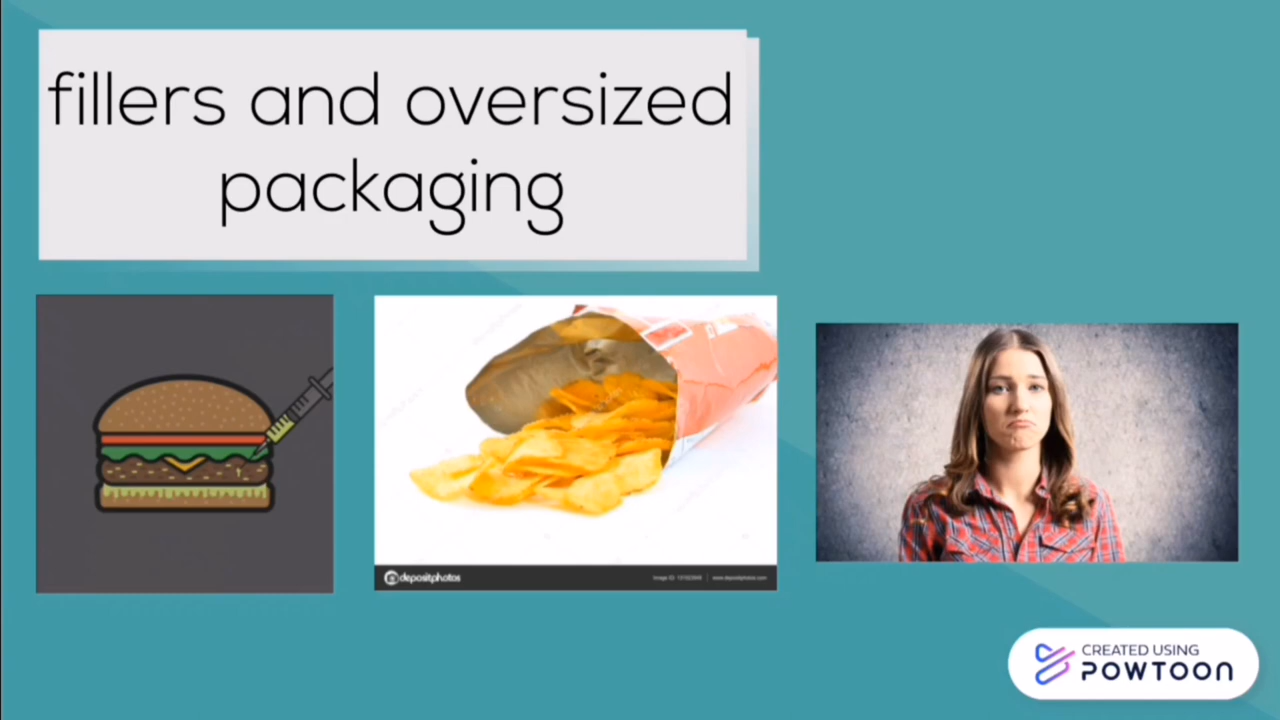 fillers and oversized
packaging
depositphotos
CREATED USING
POWTOON